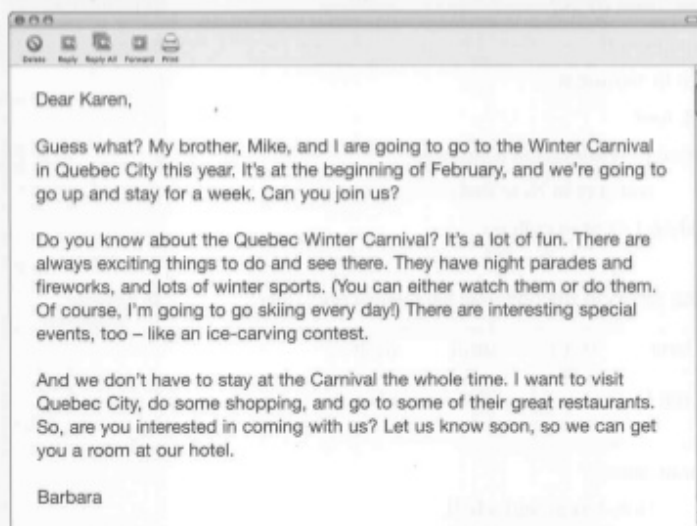 Delete Reply Reply All Forward Print
Dear Karen,
Guess what? My brother, Mike, and I are going to go to the Winter Carnival
in Quebec City this year. It's at the beginning of February, and we're going to
go up and stay for a week. Can you join us?
Do you know about the Quebec Winter Carnival? It's a lot of fun. There are
always exciting things to do and see there. They have night parades and
fireworks, and lots of winter sports. (You can either watch them or do them.
Of course, I'm going to go skiing every day!) There are interesting special
events, too – like an ice-carving contest.
And we don't have to stay at the Carnival the whole time. I want to visit
Quebec City, do some shopping, and go to some of their great restaurants.
So, are you interested in coming with us? Let us know soon, so we can get
you a room at our hotel.
Barbara